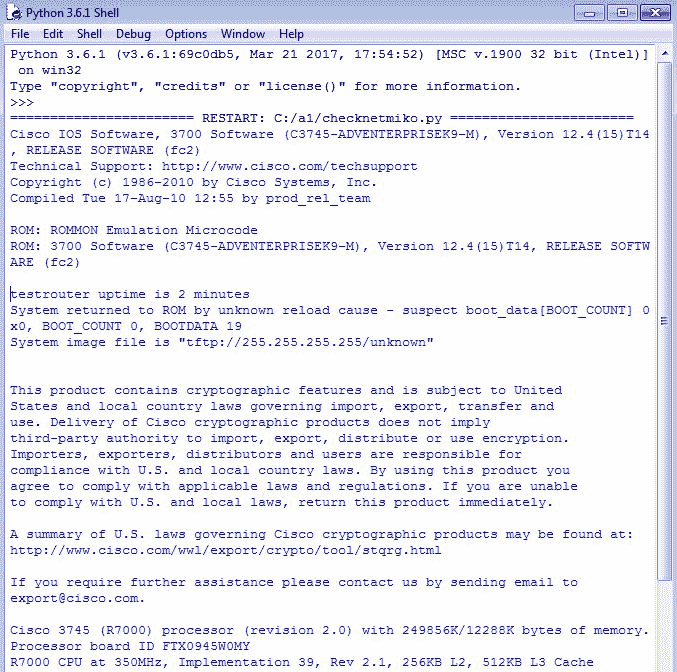 Python 3.6.1 Shell
File Edit Shell Debug Options Window Help
Python 3.6.1 (v3.6.1:69c0db5, Mar 21 2017, 17:54:52) [MSC v.1900 32 bit (Intel)]
on win32
Type "copyright", "credits" or "license()" for more information.
>>>
======================= RESTART: C:/a1/checknetmiko.py =======================
Cisco IOS Software, 3700 Software (C3745-ADVENTERPRISEK9-M), Version 12.4(15)T14
, RELEASE SOFTWARE (fc2)
Technical Support: http://www.cisco.com/techsupport
Copyright (c) 1986-2010 by Cisco Systems, Inc.
Compiled Tue 17-Aug-10 12:55 by prod_rel_team
ROM: ROMMON Emulation Microcode
ROM: 3700 Software (C3745-ADVENTERPRISEK9-M), Version 12.4(15)T14, RELEASE SOFTW
ARE (fc2)
testrouter uptime is 2 minutes
System returned to ROM by unknown reload cause - suspect boot_data[BOOT_COUNT] 0
x0, BOOT_COUNT 0, BOOTDATA 19
System image file is "tftp://255.255.255.255/unknown"
This product contains cryptographic features and is subject to United
States and local country laws governing import, export, transfer and
use. Delivery of Cisco cryptographic products does not imply
third-party authority to import, export, distribute or use encryption.
Importers, exporters, distributors and users are responsible for
compliance with U.S. and local country laws. By using this product you
agree to comply with applicable laws and regulations. If you are unable
to comply with U.S. and local laws, return this product immediately.
A summary of U.S. laws governing Cisco cryptographic products may be found at:
http://www.cisco.com/wwl/export/crypto/tool/stqrg.html
If you require further assistance please contact us by sending email to
export@cisco.com.
Cisco 3745 (R7000) processor (revision 2.0) with 249856K/12288K bytes of memory.
Processor board ID FTX0945W0MY
R7000 CPU at 350MHz, Implementation 39, Rev 2.1, 256KB L2, 512KB L3 Cache